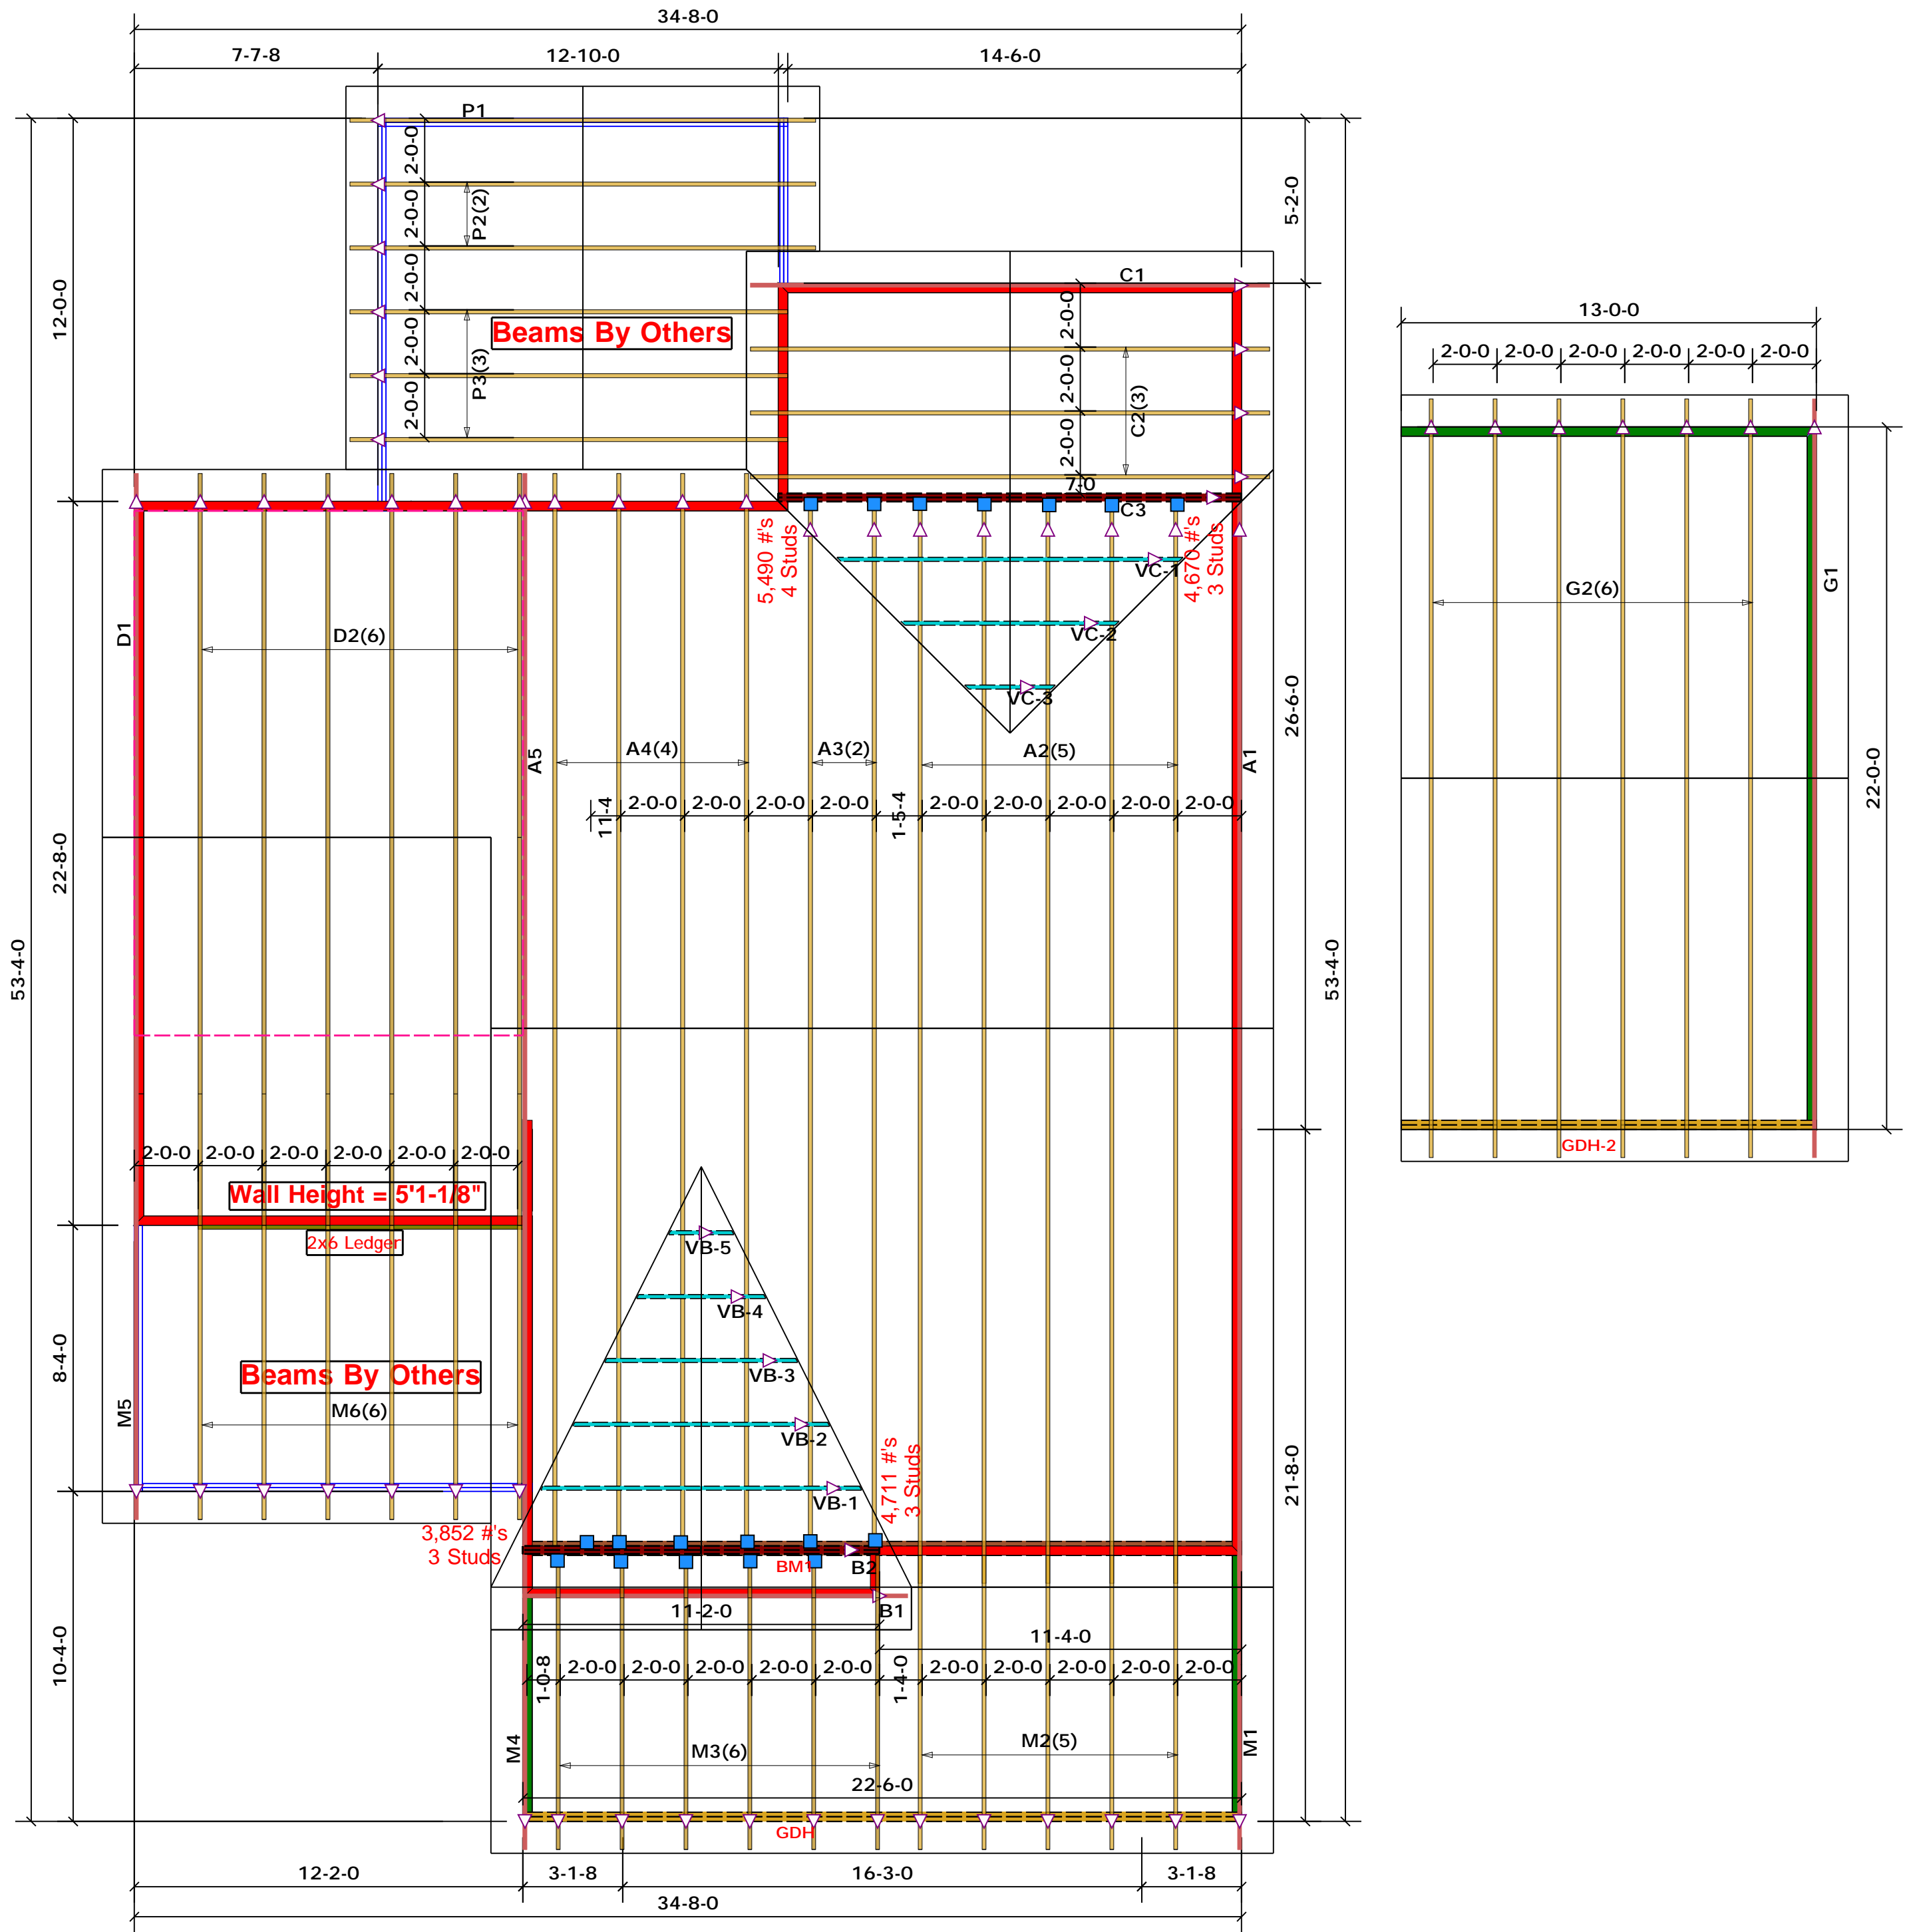 34-8-0
7-7-8
12-10-0
14-6-0
P1
2-0-0
2-0-0
2-0-0
2-0-0
2-0-0
P2(2)
P3(3)
Beams By Others
12-0-0
5-2-0
C1
2-0-0
2-0-0
2-0-0
C2(3)
7-0
C3
5,490 #'s
4 Studs
4,670 #'s
3 Studs
VC-1
VC-2
VC-3
13-0-0
2-0-0
2-0-0
2-0-0
2-0-0
2-0-0
2-0-0
G2(6)
G1
22-0-0
GDH-2
D1
D2(6)
A5
A4(4)
A3(2)
A2(5)
A1
11-4
2-0-0
2-0-0
2-0-0
2-0-0
1-5-4
2-0-0
2-0-0
2-0-0
2-0-0
2-0-0
26-6-0
22-8-0
53-4-0
53-4-0
2-0-0
2-0-0
2-0-0
2-0-0
2-0-0
2-0-0
Wall Height = 5'1-1/8"
2x6 Ledger
VB-5
VB-4
VB-3
VB-2
VB-1
8-4-0
Beams By Others
M5
M6(6)
4,711 #'s
3 Studs
21-8-0
3,852 #'s
3 Studs
BM1
B2
B1
11-2-0
11-4-0
10-4-0
1-0-8
2-0-0
2-0-0
2-0-0
2-0-0
2-0-0
1-4-0
2-0-0
2-0-0
2-0-0
2-0-0
2-0-0
M4
M3(6)
M2(5)
M1
22-6-0
GDH
12-2-0
3-1-8
16-3-0
3-1-8
34-8-0